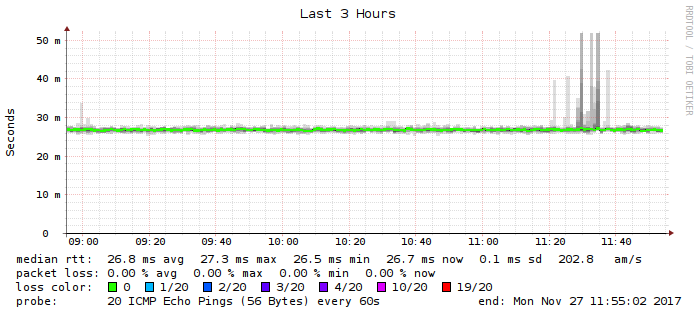 Last 3 Hours
RRDTOOL / TOBI OETIKER
Seconds
50 m
40 m
30 m
20 m
10 m
0
09:00 09:20 09:40 10:00 10:20 10:40 11:00 11:20 11:40
median rtt: 26.8 ms avg 27.3 ms max 26.5 ms min 26.7 ms now 0.1 ms sd 202.8 am/s
packet loss: 0.00 % avg 0.00 % max 0.00 % min 0.00 % now
loss color: 0 1/20 2/20 3/20 4/20 10/20 19/20
probe: 20 ICMP Echo Pings (56 Bytes) every 60s end: Mon Nov 27 11:55:02 2017